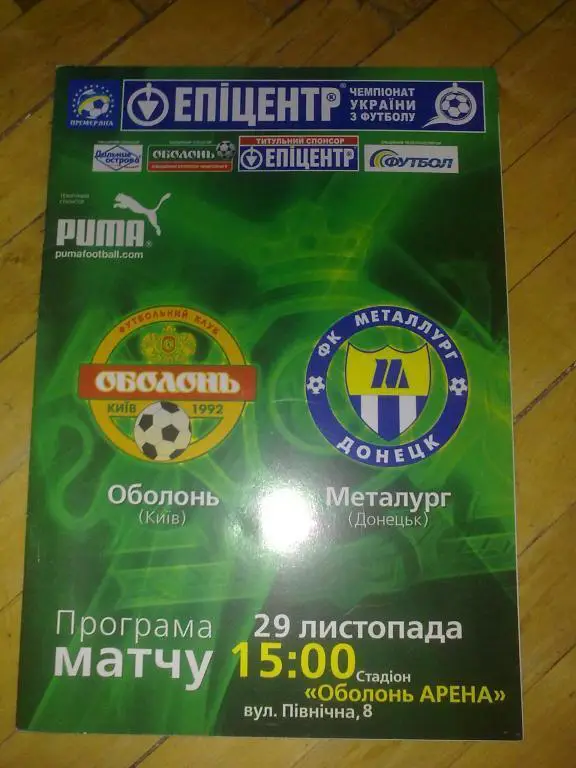 ПРЕМ'ЄР ЛІГА
ЕПІЦЕНТР®
ЧЕМПІОНАТ
УКРАЇНИ
З ФУТБОЛУ
ТИТУЛЬНИЙ СПОНСОР
Дальние
острова
ОБОЛОНЬ
ЕПІЦЕНТР
ФУТБОЛ
PUMA
pumafootball.com
ФУТБОЛЬНИЙ КЛУБ
ОБОЛОНЬ
КИЇВ 1992
ФК МЕТАЛЛУРГ
ДОНЕЦК
Оболонь
(Київ)
Металург
(Донецьк)
Програма
матчу
29 листопада
15:00 Стадіон
«Оболонь АРЕНА»
вул. Північна, 8